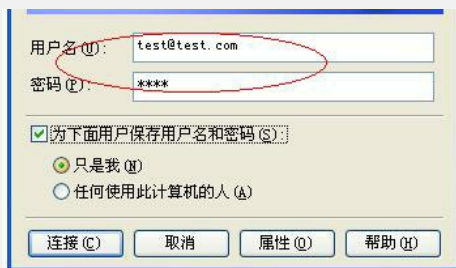 用户名(U): test@test.com
密码(P): ****
为下面用户保存用户名和密码(S):
只是我(N)
任何使用此计算机的人(A)
连接(C) 取消 属性(O) 帮助(H)